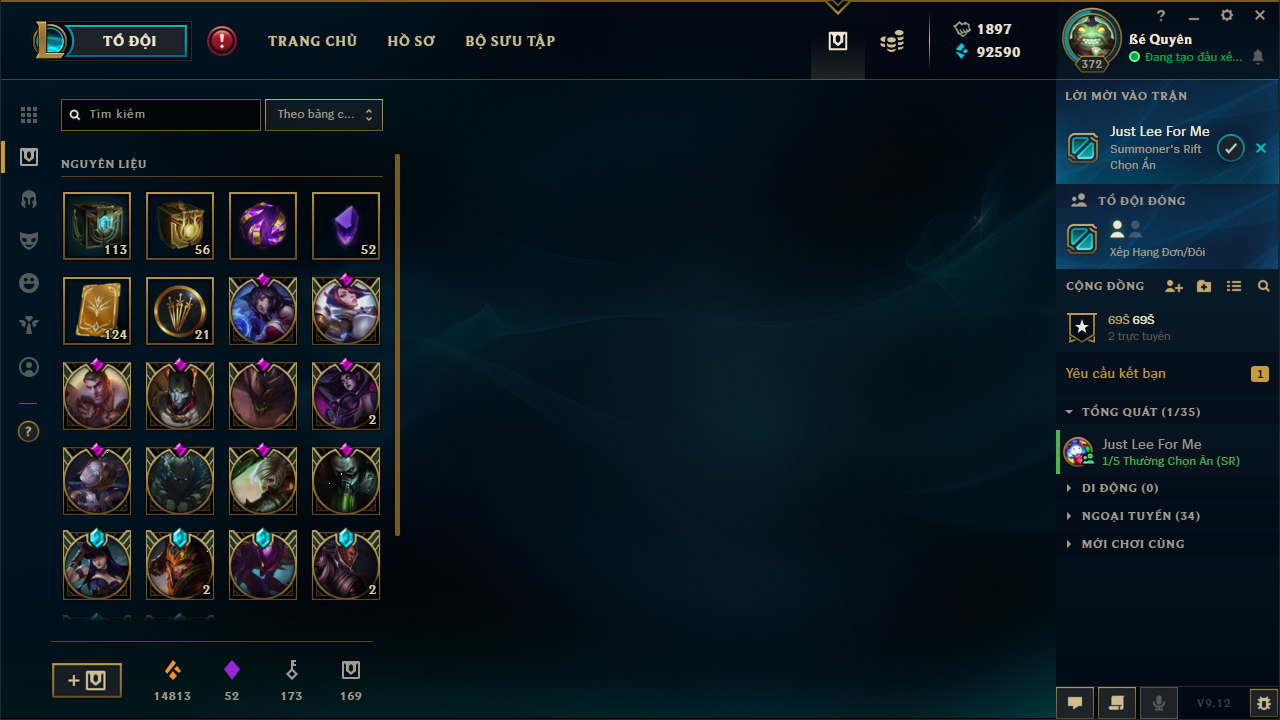 TỔ ĐỘI
TRANG CHỦ
HỒ SƠ
BỘ SƯU TẬP
1897
92590
?
372
ßé Quyên
Đang tạo đấu xế...
Tìm kiếm
Theo bảng c...
NGUYÊN LIỆU
113
56
52
124
21
2
2
2
?
14813
52
173
169
LỜI MỜI VÀO TRẬN
Just Lee For Me
Summoner's Rift
Chọn Ẩn
TỔ ĐỘI ĐÓNG
Xếp Hạng Đơn/Đôi
CỘNG ĐỒNG
69Š 69Š
2 trực tuyến
Yêu cầu kết bạn
1
TỔNG QUÁT (1/35)
Just Lee For Me
1/5 Thường Chọn Ẩn (SR)
DI ĐỘNG (0)
NGOẠI TUYẾN (34)
MỚI CHƠI CÙNG
V9.12